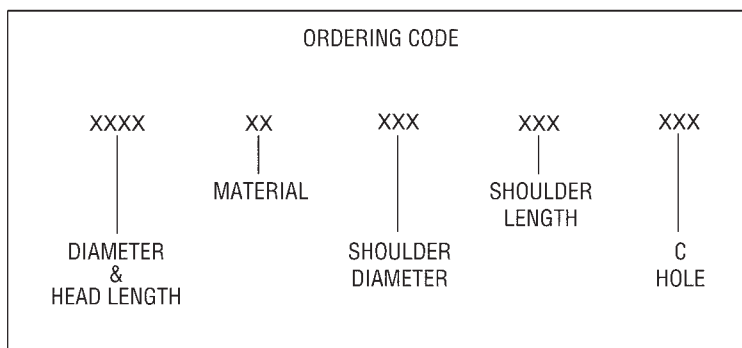 ORDERING CODE
XXXX XX XXX XXX XXX
MATERIAL
SHOULDER
LENGTH
DIAMETER
&
HEAD LENGTH
SHOULDER
DIAMETER
C
HOLE